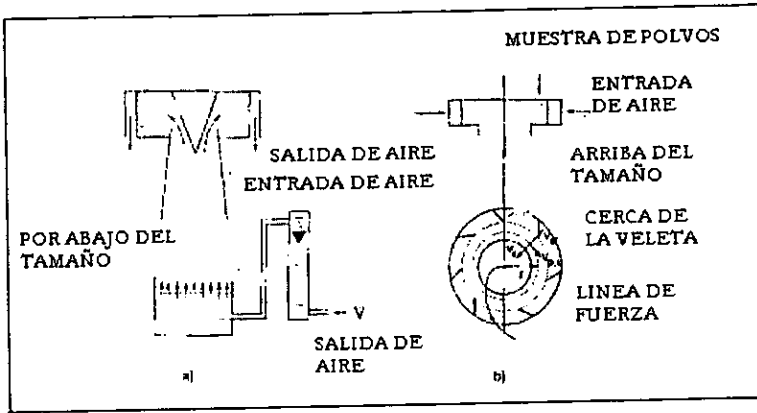 MUESTRA DE POLVOS
ENTRADA
DE AIRE
SALIDA DE AIRE
ENTRADA DE AIRE
ARRIBA DEL
TAMAÑO
POR ABAJO DEL
TAMAÑO
CERCA DE
LA VELETA
V
LINEA DE
FUERZA
SALIDA DE
AIRE
a)
b)